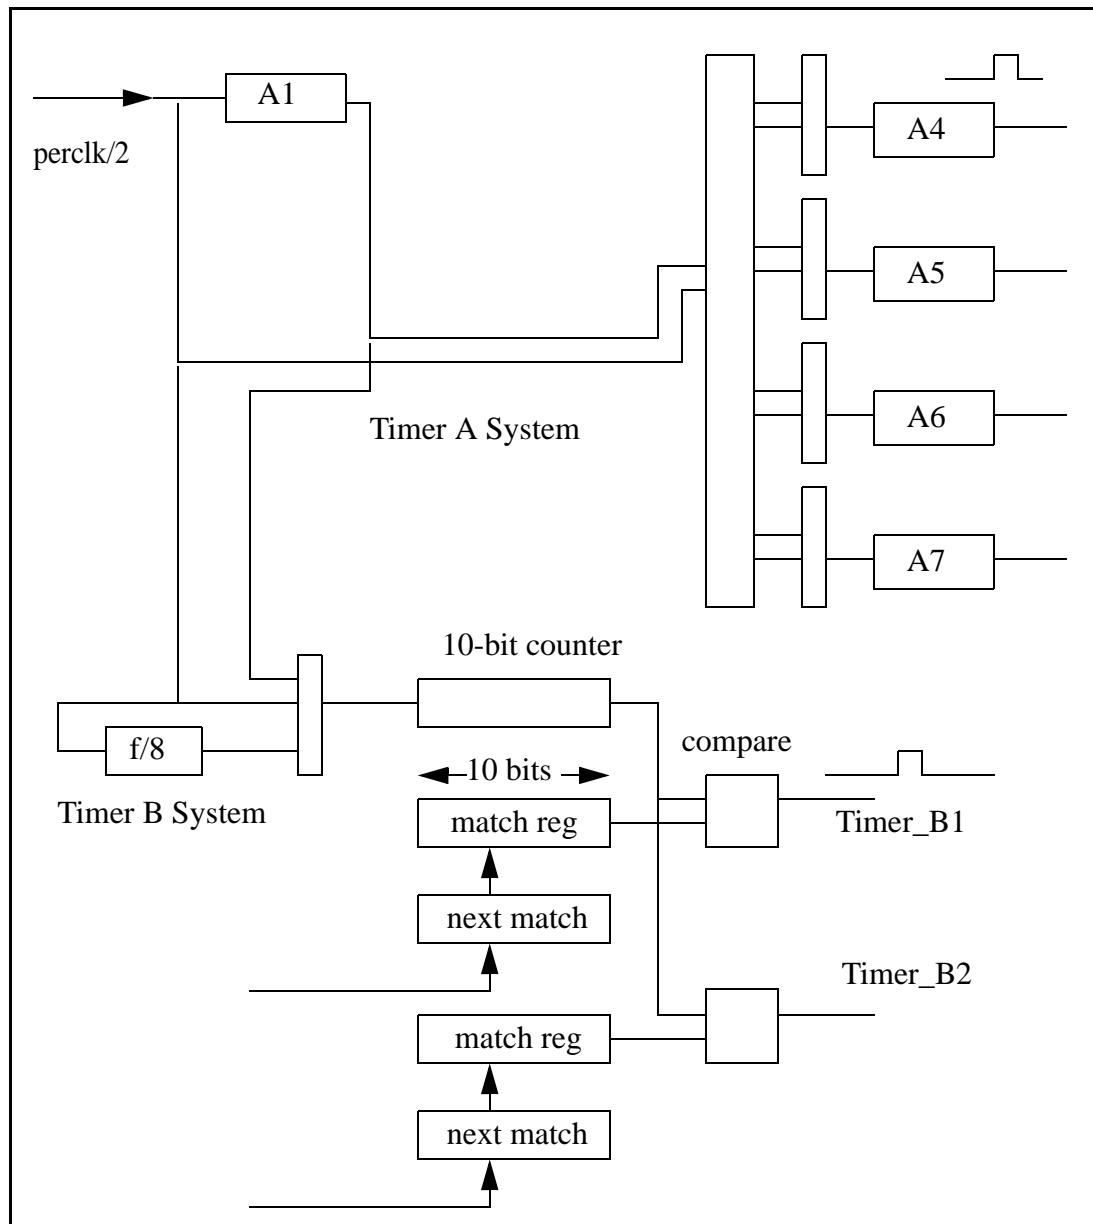 A1
perclk/2
A4
A5
A6
A7
Timer A System
10-bit counter
f/8
compare
10 bits
Timer B System
match reg
Timer_B1
next match
Timer_B2
match reg
next match